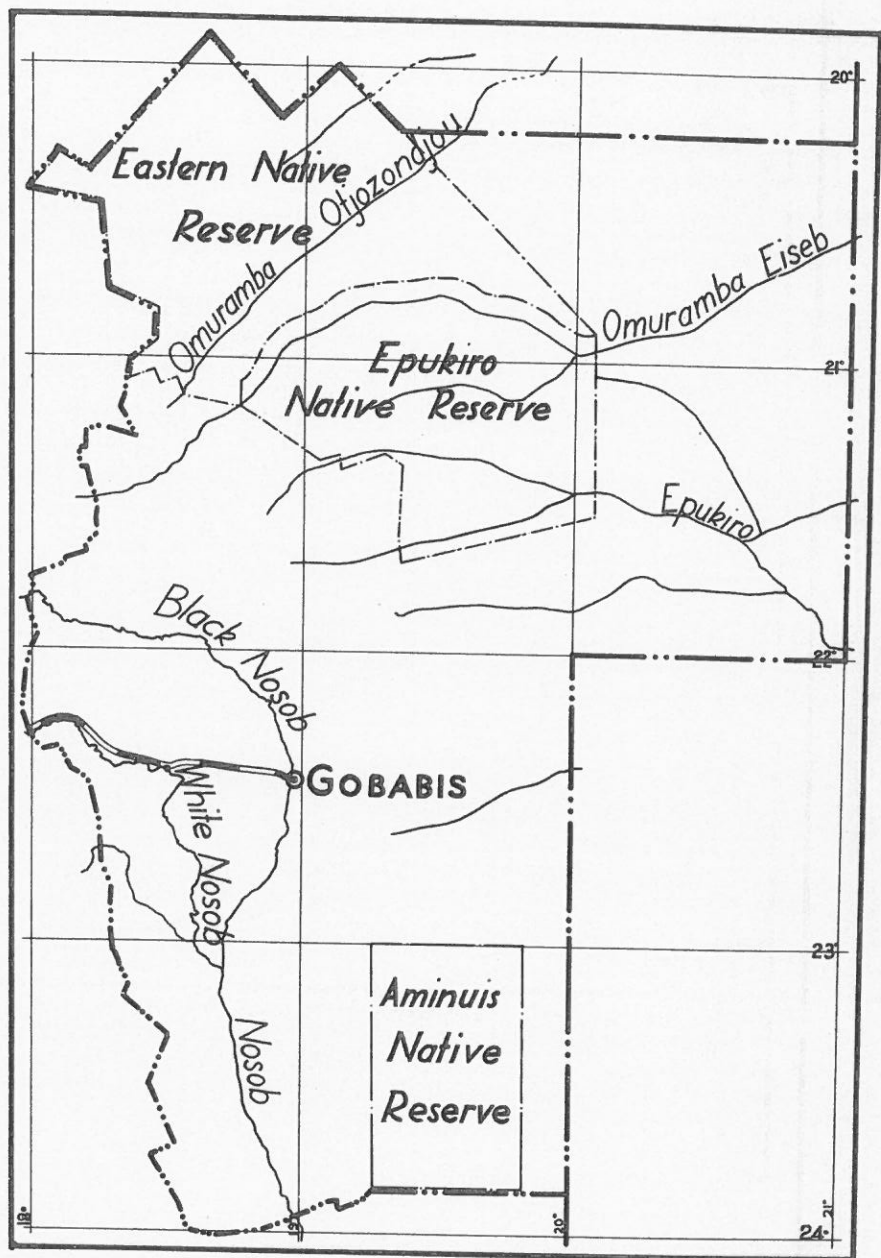 20°
Eastern Native
Reserve
Omuramba Otjozondjou
Omuramba Eiseb
Epukiro
Native Reserve
21°
Epukiro
Black Nosob
22°
GOBABIS
White Nosob
23°
Aminuis
Native
Reserve
Nosob
18°
19°
20°
21°
24°